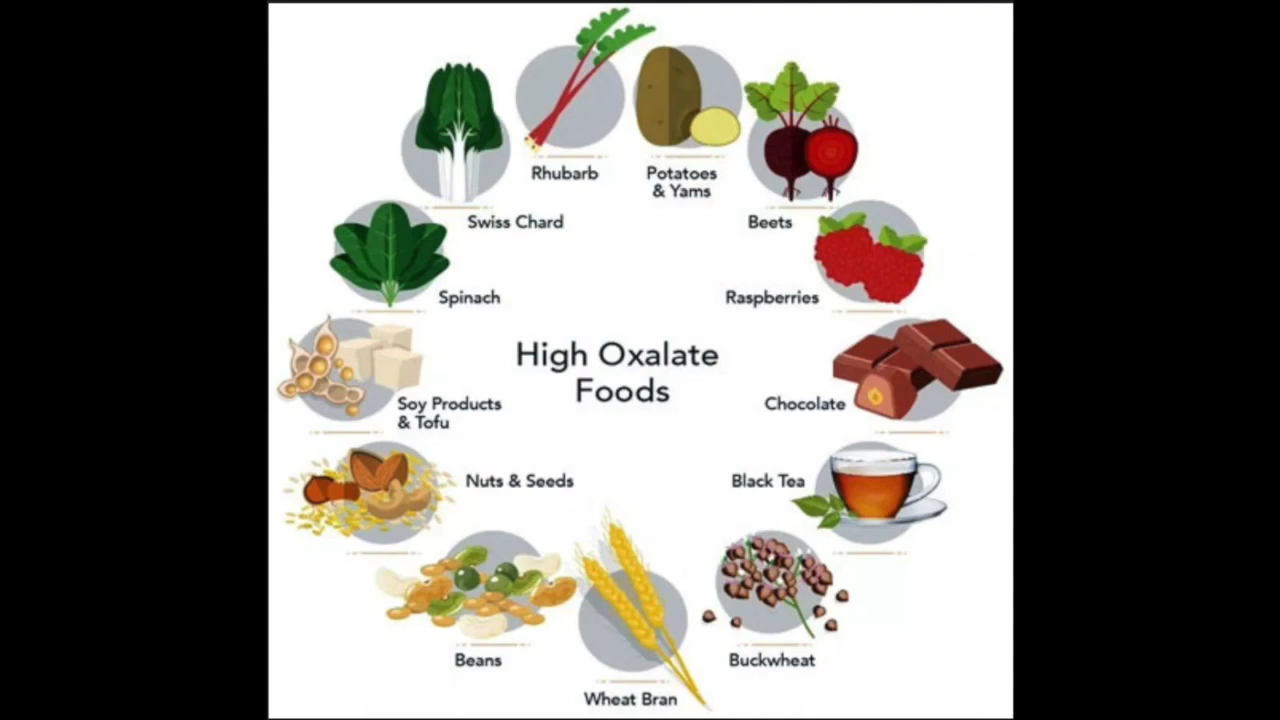 Rhubarb
Potatoes
& Yams
Swiss Chard
Beets
Spinach
Raspberries
High Oxalate
Foods
Soy Products
& Tofu
Chocolate
Nuts & Seeds
Black Tea
Beans
Buckwheat
Wheat Bran